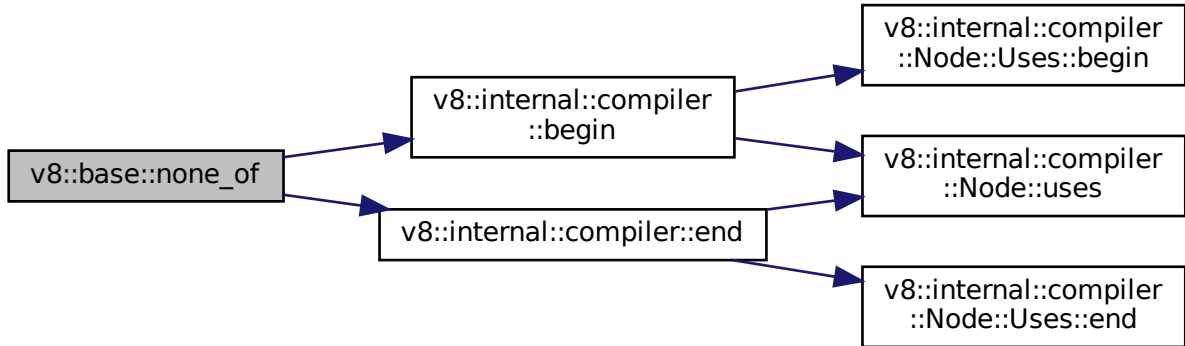 v8::base::none_of
v8::internal::compiler
::begin
v8::internal::compiler::end
v8::internal::compiler
::Node::Uses::begin
v8::internal::compiler
::Node::uses
v8::internal::compiler
::Node::Uses::end